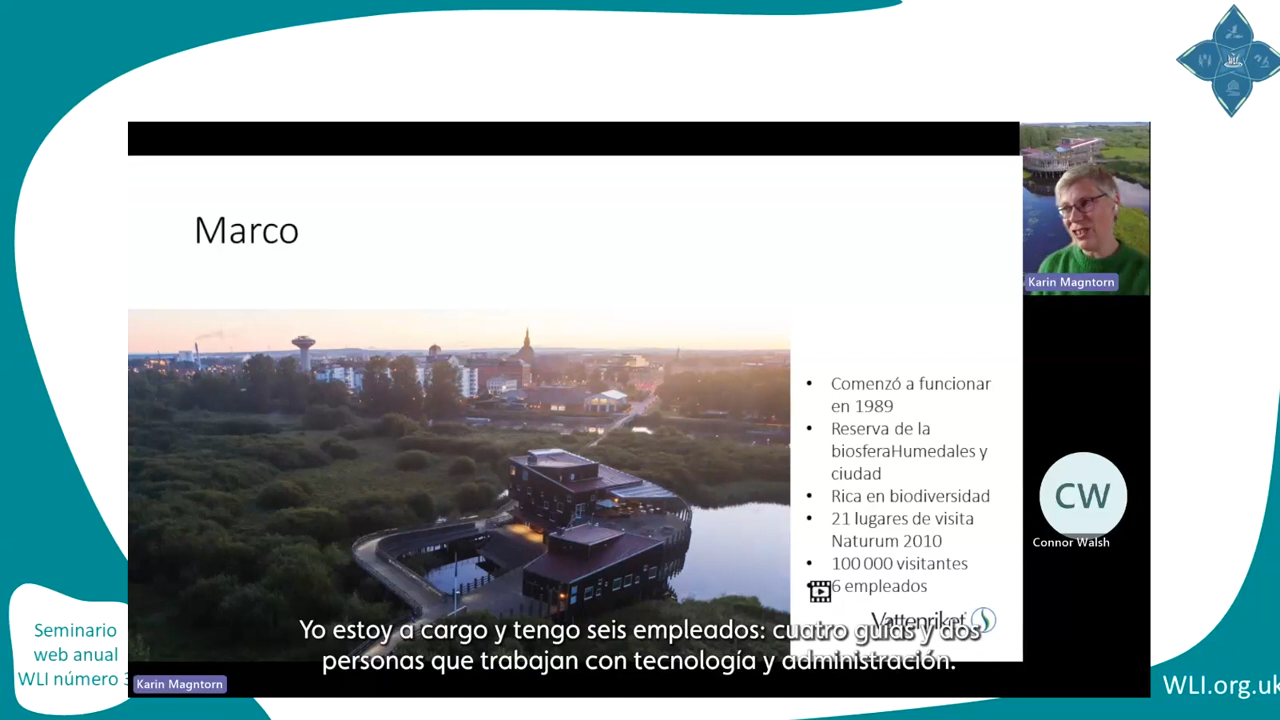 Marco
• Comenzó a funcionar
en 1989
• Reserva de la
biosferaHumedales y
ciudad
• Rica en biodiversidad
• 21 lugares de visita
Naturum 2010
• 100 000 visitantes
6 empleados
Vattenriket
Karin Magntorn
CW
Connor Walsh
Yo estoy a cargo y tengo seis empleados: cuatro guías y dos
personas que trabajan con tecnología y administración.
Karin Magntorn
Seminario
web anual
WLI número 3
WLI.org.uk